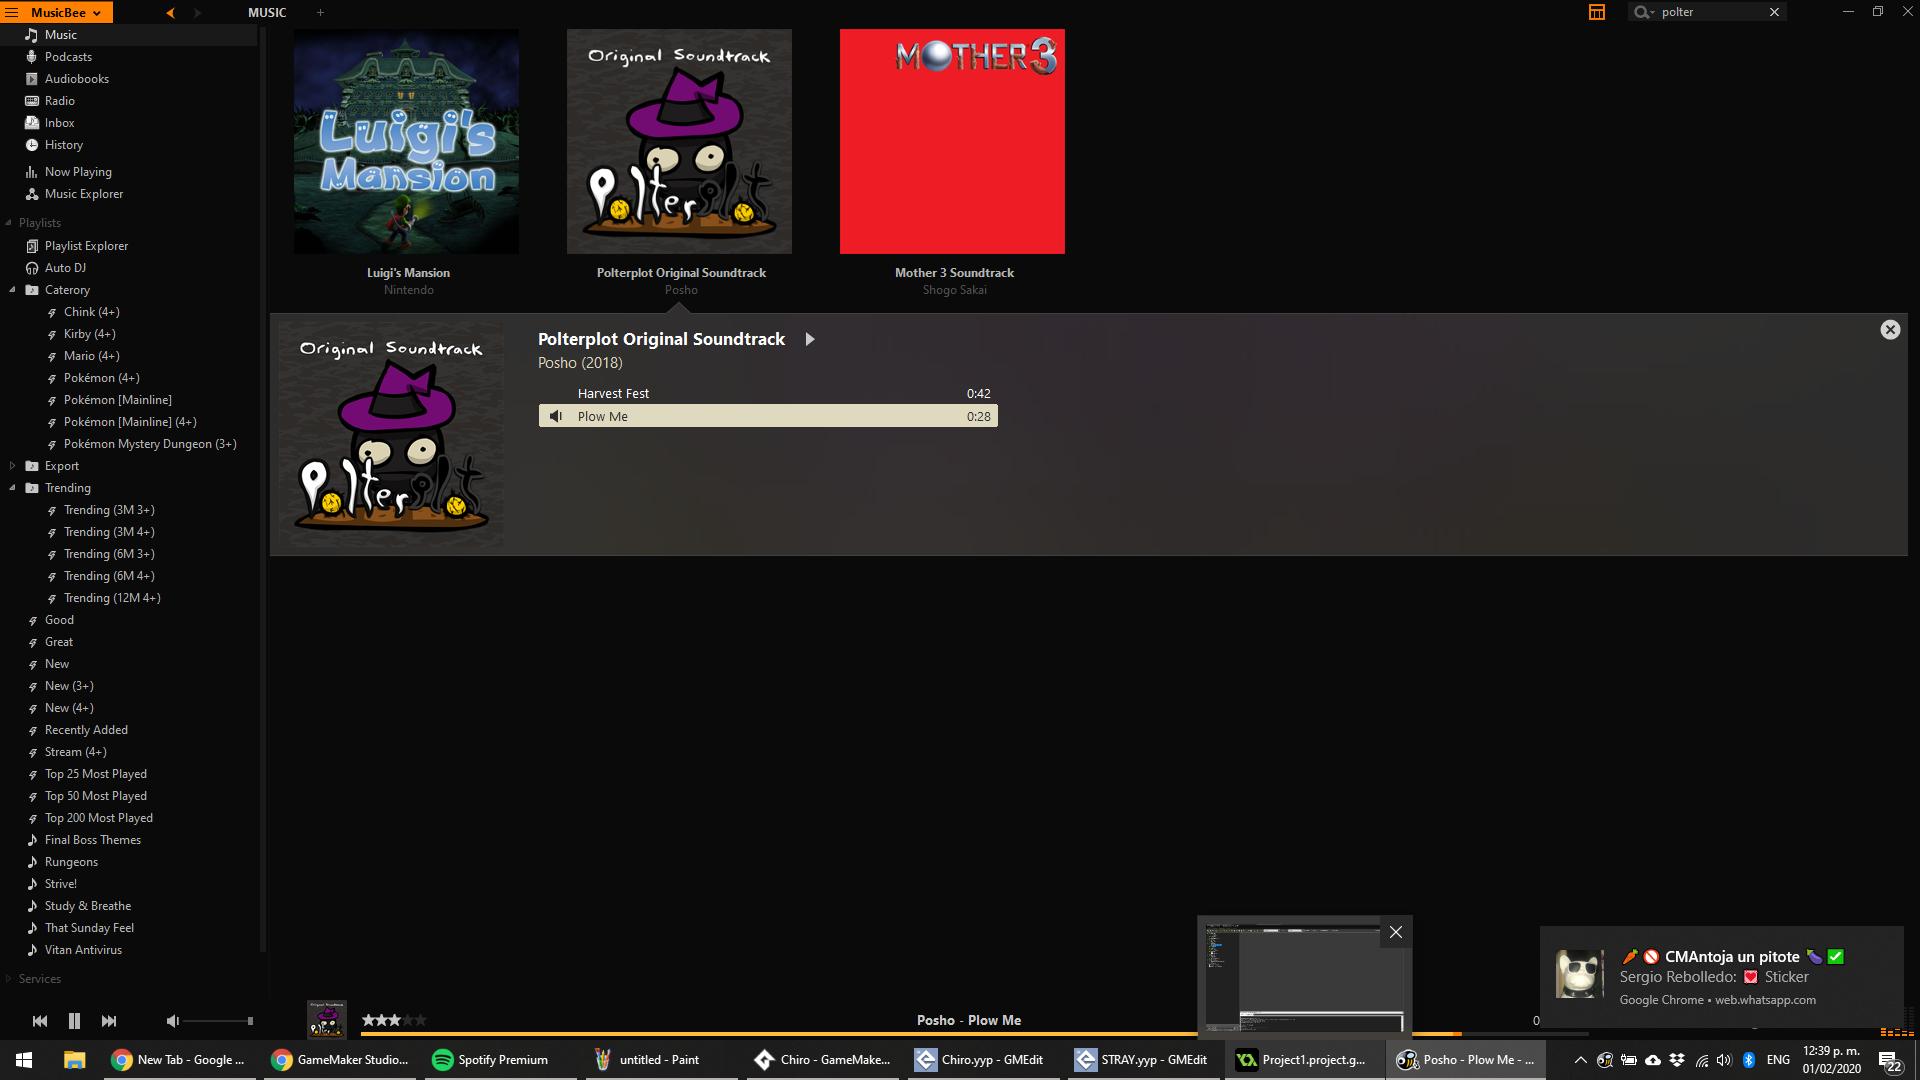 MusicBee
MUSIC
+
polter
Music
Podcasts
Audiobooks
Radio
Inbox
History
Now Playing
Music Explorer
Playlists
Playlist Explorer
Auto DJ
Caterory
Chink (4+)
Kirby (4+)
Mario (4+)
Pokémon (4+)
Pokémon [Mainline]
Pokémon [Mainline] (4+)
Pokémon Mystery Dungeon (3+)
Export
Trending
Trending (3M 3+)
Trending (3M 4+)
Trending (6M 3+)
Trending (6M 4+)
Trending (12M 4+)
Good
Great
New
New (3+)
New (4+)
Recently Added
Stream (4+)
Top 25 Most Played
Top 50 Most Played
Top 200 Most Played
Final Boss Themes
Rungeons
Strive!
Study & Breathe
That Sunday Feel
Vitan Antivirus
Services
Luigi's
Mansion
Original Soundtrack
Polterplot
MOTHER 3
Luigi's Mansion
Nintendo
Polterplot Original Soundtrack
Posho
Mother 3 Soundtrack
Shogo Sakai
Original Soundtrack
Polterplot
Polterplot Original Soundtrack
Posho (2018)
Harvest Fest 0:42
Plow Me 0:28
CMAntoja un pitote
Sergio Rebolledo: 💟 Sticker
Google Chrome • web.whatsapp.com
Posho - Plow Me
0
New Tab - Google ...
GameMaker Studio...
Spotify Premium
untitled - Paint
Chiro - GameMake...
Chiro.yyp - GMEdit
STRAY.yyp - GMEdit
Project1.project.g...
Posho - Plow Me - ...
ENG
12:39 p. m.
01/02/2020
22